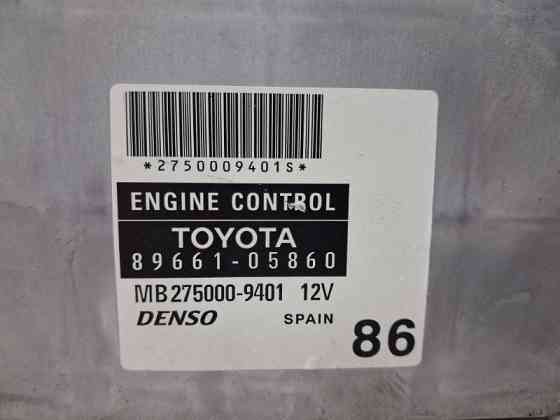 *2750009401S*
ENGINE CONTROL
TOYOTA
89661-05860
MB275000-9401 12V
DENSO SPAIN 86